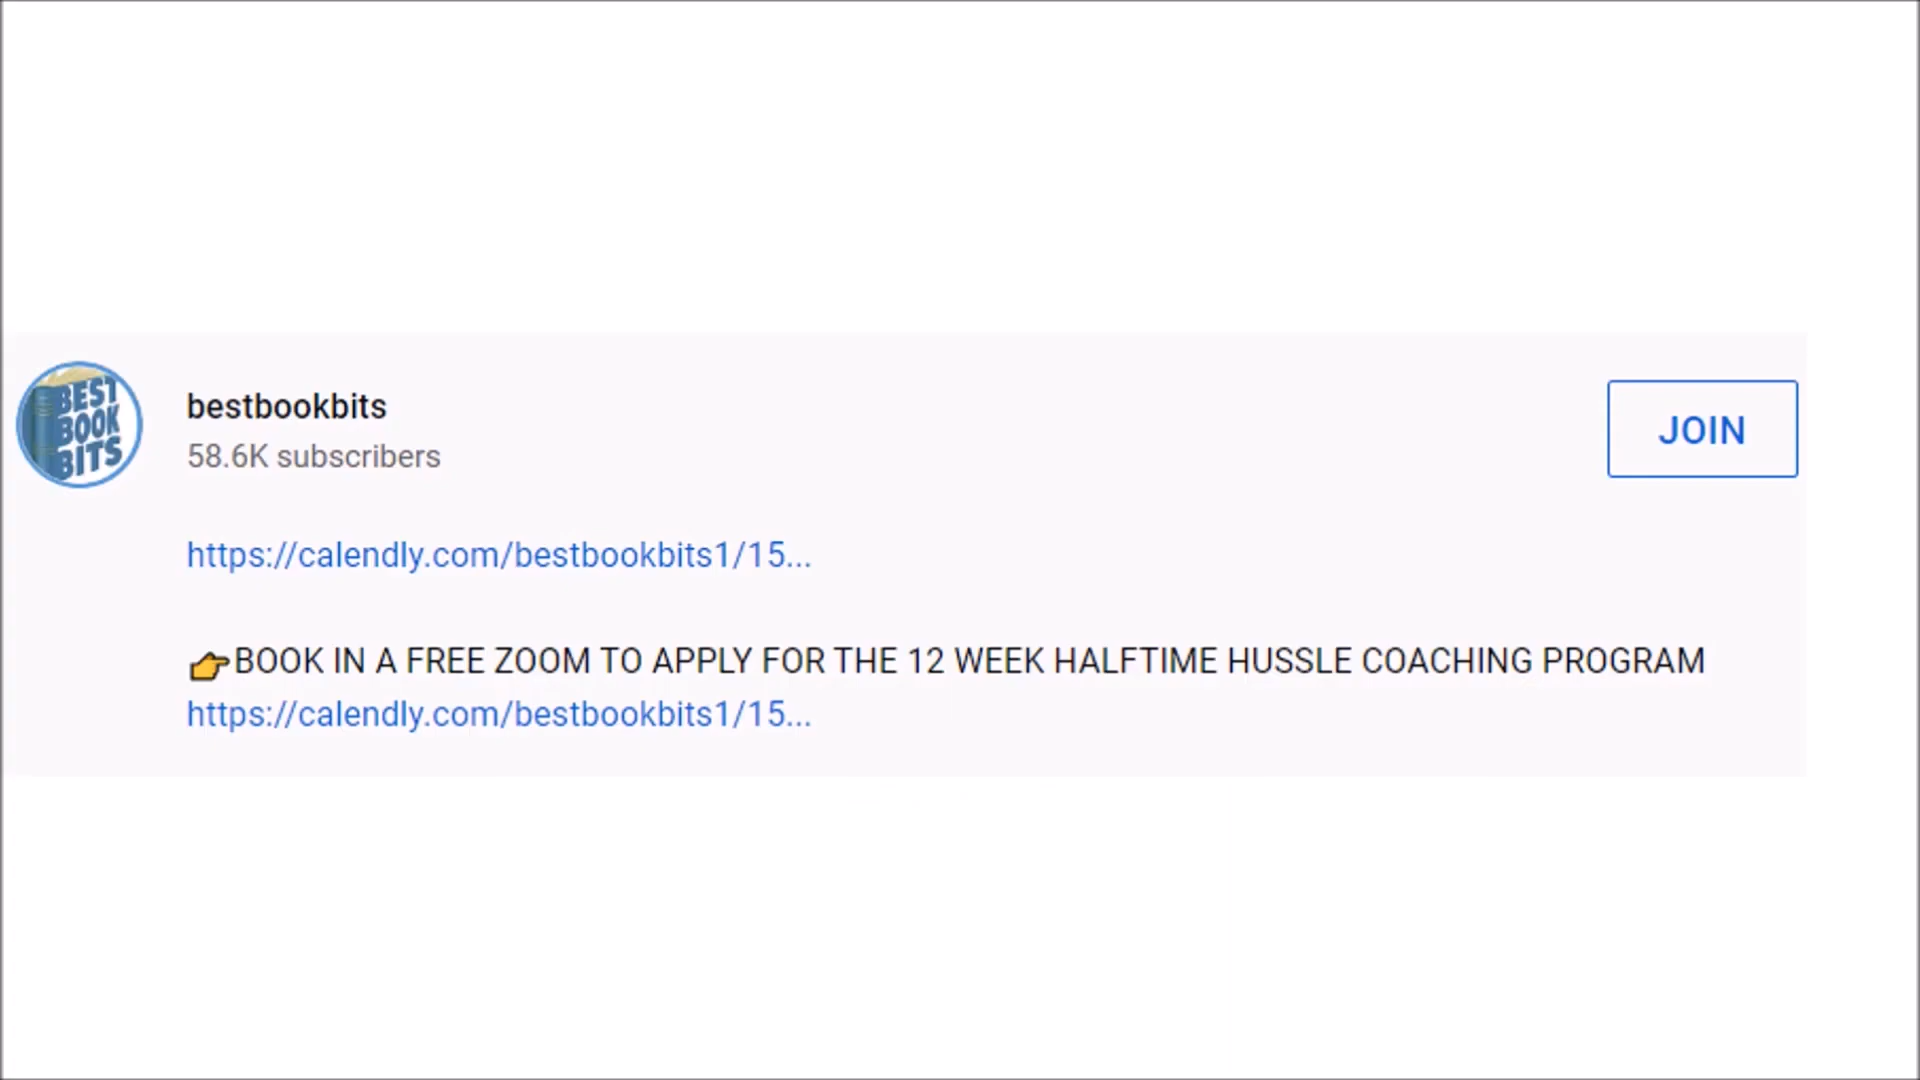 BEST
BOOK
BITS
bestbookbits
58.6K subscribers
JOIN
https://calendly.com/bestbookbits1/15...
👉BOOK IN A FREE ZOOM TO APPLY FOR THE 12 WEEK HALFTIME HUSSLE COACHING PROGRAM
https://calendly.com/bestbookbits1/15...